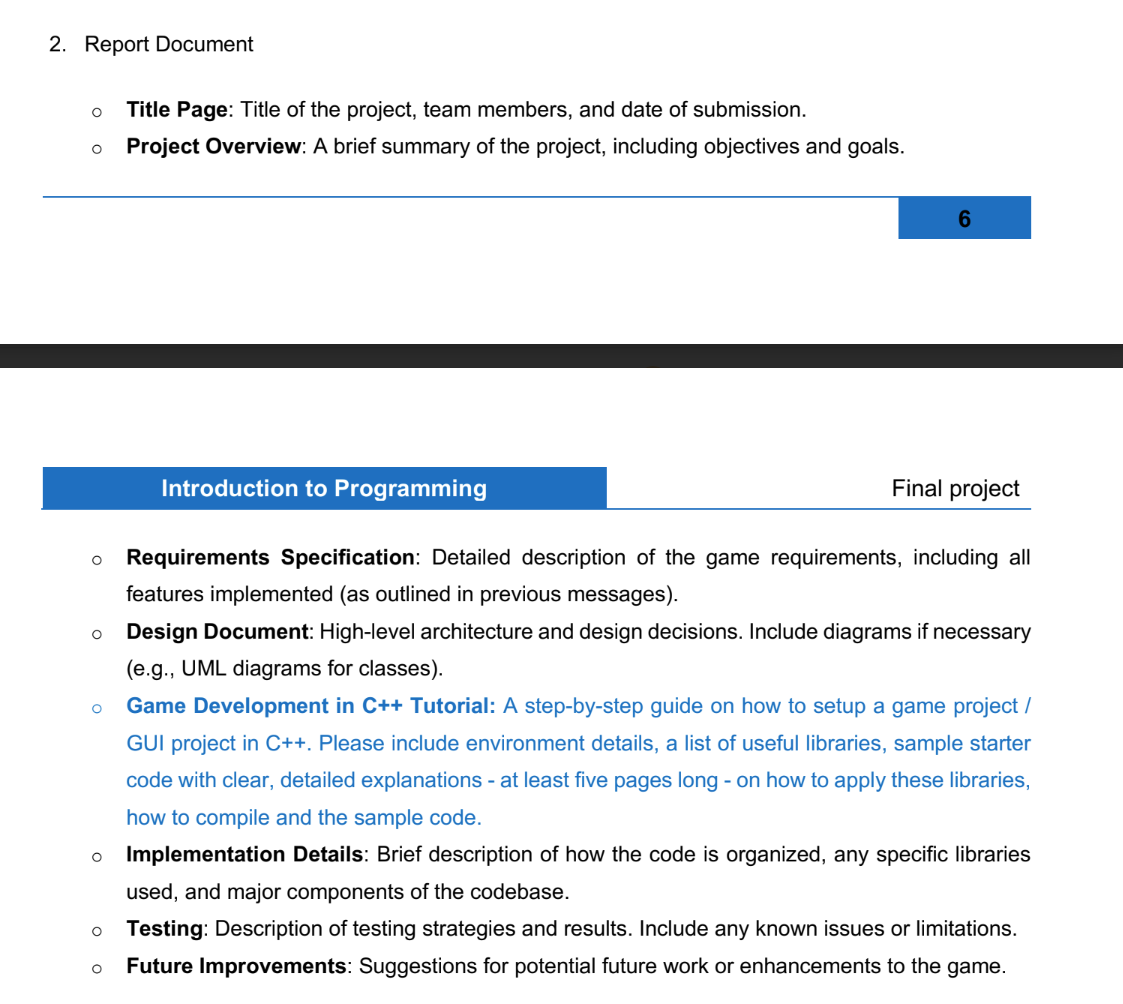 2. Report Document
o Title Page: Title of the project, team members, and date of submission.
o Project Overview: A brief summary of the project, including objectives and goals.
6
Introduction to Programming
Final project
o Requirements Specification: Detailed description of the game requirements, including all
features implemented (as outlined in previous messages).
o Design Document: High-level architecture and design decisions. Include diagrams if necessary
(e.g., UML diagrams for classes).
o Game Development in C++ Tutorial: A step-by-step guide on how to setup a game project /
GUI project in C++. Please include environment details, a list of useful libraries, sample starter
code with clear, detailed explanations - at least five pages long - on how to apply these libraries,
how to compile and the sample code.
o Implementation Details: Brief description of how the code is organized, any specific libraries
used, and major components of the codebase.
o Testing: Description of testing strategies and results. Include any known issues or limitations.
o Future Improvements: Suggestions for potential future work or enhancements to the game.